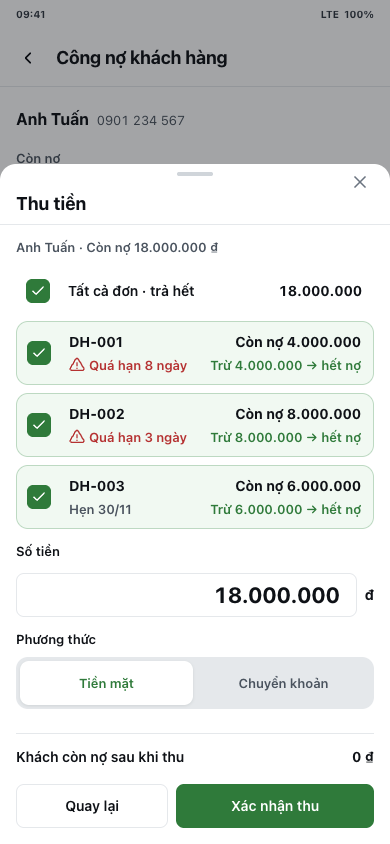 09:41 LTE 100%
Công nợ khách hàng
Anh Tuấn 0901 234 567
Còn nợ
Thu tiền
Anh Tuấn · Còn nợ 18.000.000 ₫
Tất cả đơn · trả hết 18.000.000
DH-001 Còn nợ 4.000.000
Quá hạn 8 ngày Trừ 4.000.000 → hết nợ
DH-002 Còn nợ 8.000.000
Quá hạn 3 ngày Trừ 8.000.000 → hết nợ
DH-003 Còn nợ 6.000.000
Hẹn 30/11 Trừ 6.000.000 → hết nợ
Số tiền
18.000.000 đ
Phương thức
Tiền mặt Chuyển khoản
Khách còn nợ sau khi thu 0 ₫
Quay lại Xác nhận thu